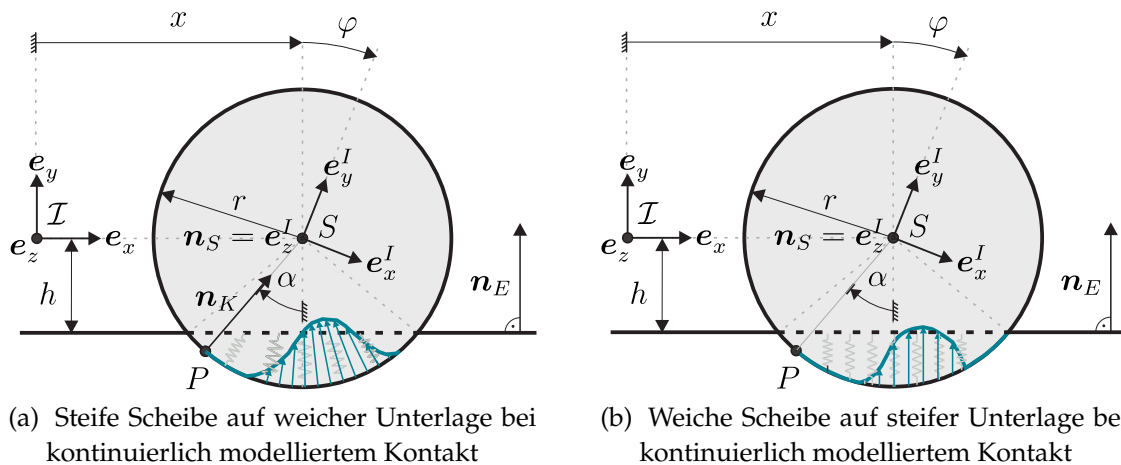 x φ
e_y e_y^I
I r S
e_z e_x n_S = e_z^I e_x^I
h n_K α n_E
P
(a) Steife Scheibe auf weicher Unterlage bei
kontinuierlich modelliertem Kontakt
x φ
e_y e_y^I
I r S
e_z e_x n_S = e_z^I e_x^I
h α n_E
P
(b) Weiche Scheibe auf steifer Unterlage be
kontinuierlich modelliertem Kontakt